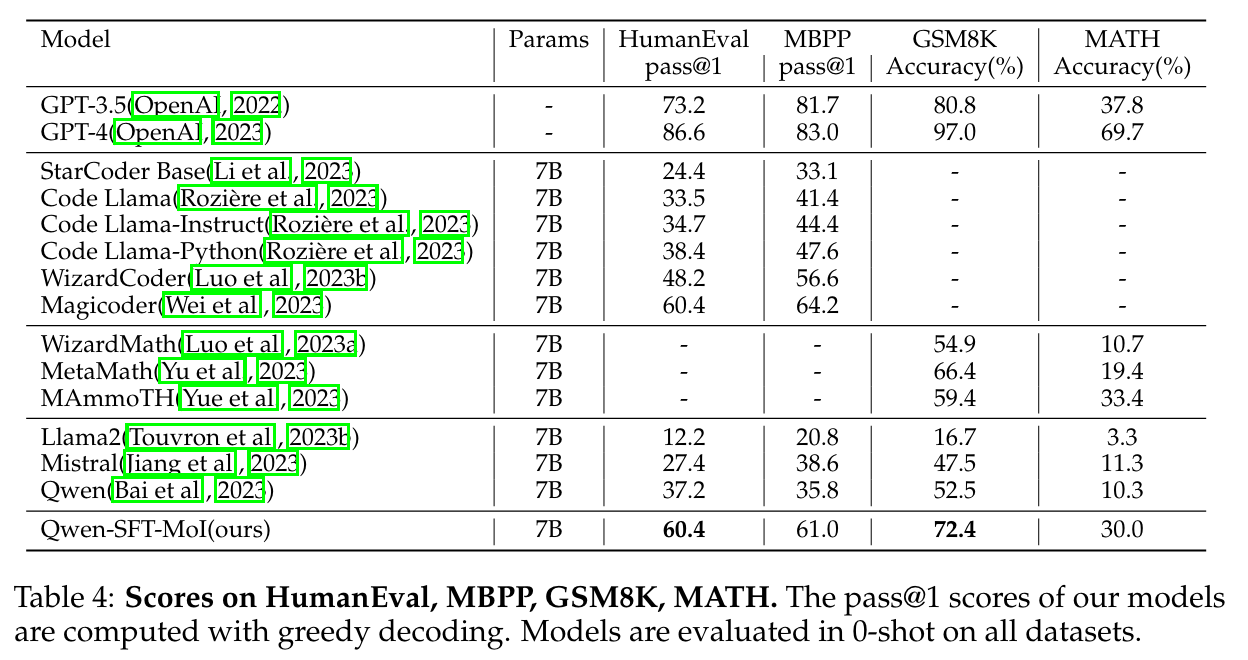 Model Params HumanEval MBPP GSM8K MATH
pass@1 pass@1 Accuracy(%) Accuracy(%)
GPT-3.5(OpenAI, 2022) - 73.2 81.7 80.8 37.8
GPT-4(OpenAI, 2023) - 86.6 83.0 97.0 69.7
StarCoder Base(Li et al., 2023) 7B 24.4 33.1 - -
Code Llama(Rozière et al., 2023) 7B 33.5 41.4 - -
Code Llama-Instruct(Rozière et al., 2023) 7B 34.7 44.4 - -
Code Llama-Python(Rozière et al., 2023) 7B 38.4 47.6 - -
WizardCoder(Luo et al., 2023b) 7B 48.2 56.6 - -
Magicoder(Wei et al., 2023) 7B 60.4 64.2 - -
WizardMath(Luo et al., 2023a) 7B - - 54.9 10.7
MetaMath(Yu et al., 2023) 7B - - 66.4 19.4
MAmmoTH(Yue et al., 2023) 7B - - 59.4 33.4
Llama2(Touvron et al., 2023b) 7B 12.2 20.8 16.7 3.3
Mistral(Jiang et al., 2023) 7B 27.4 38.6 47.5 11.3
Qwen(Bai et al., 2023) 7B 37.2 35.8 52.5 10.3
Qwen-SFT-MoI(ours) 7B 60.4 61.0 72.4 30.0
Table 4: Scores on HumanEval, MBPP, GSM8K, MATH. The pass@1 scores of our models
are computed with greedy decoding. Models are evaluated in 0-shot on all datasets.